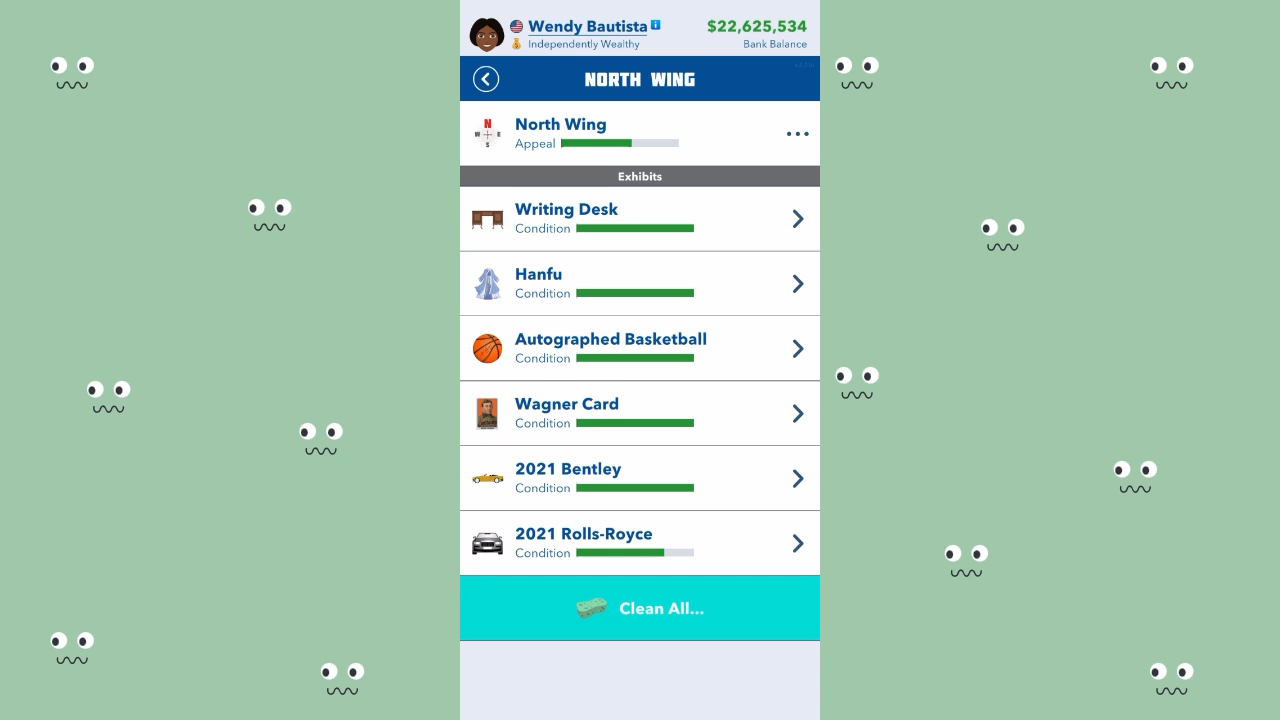 Wendy Bautista
$22,625,534
Independently Wealthy
Bank Balance
NORTH WING
North Wing
Appeal
Exhibits
Writing Desk
Condition
Hanfu
Condition
Autographed Basketball
Condition
Wagner Card
Condition
2021 Bentley
Condition
2021 Rolls-Royce
Condition
Clean All...